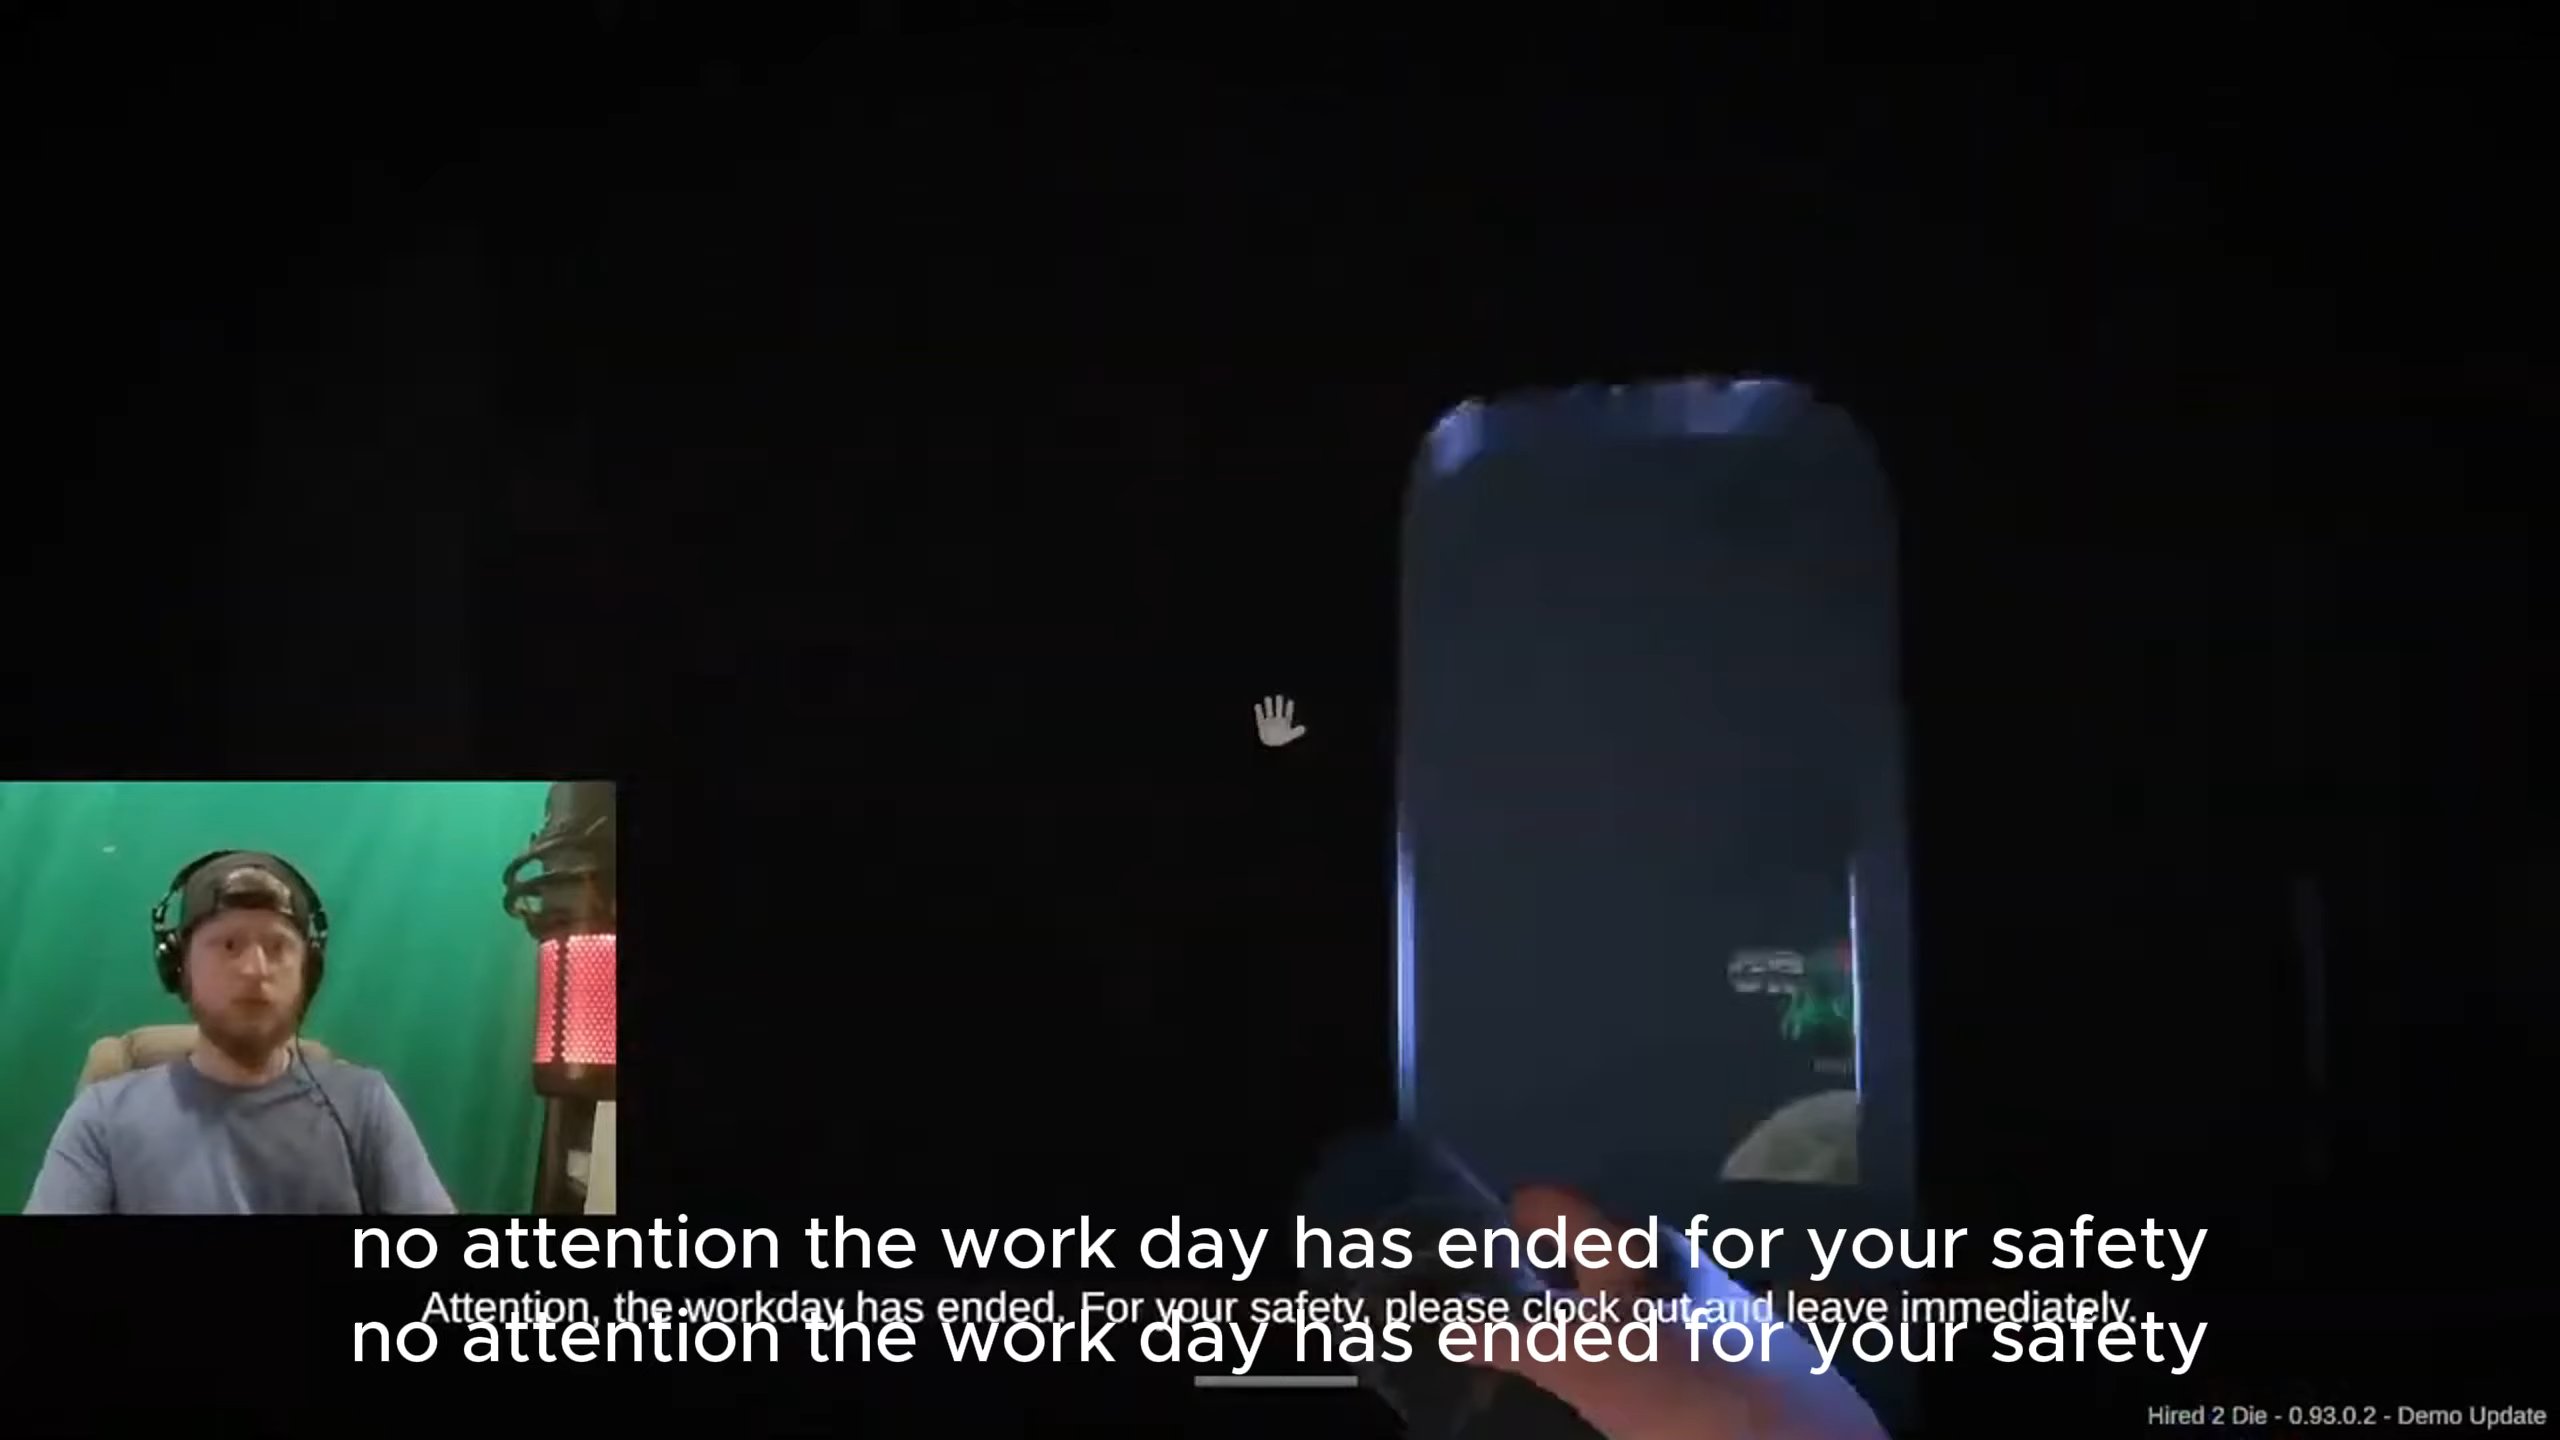 no attention the work day has ended for your safety
Attention, the workday has ended. For your safety, please clock out and leave immediately.
no attention the work day has ended for your safety
Hired 2 Die - 0.93.0.2 - Demo Update